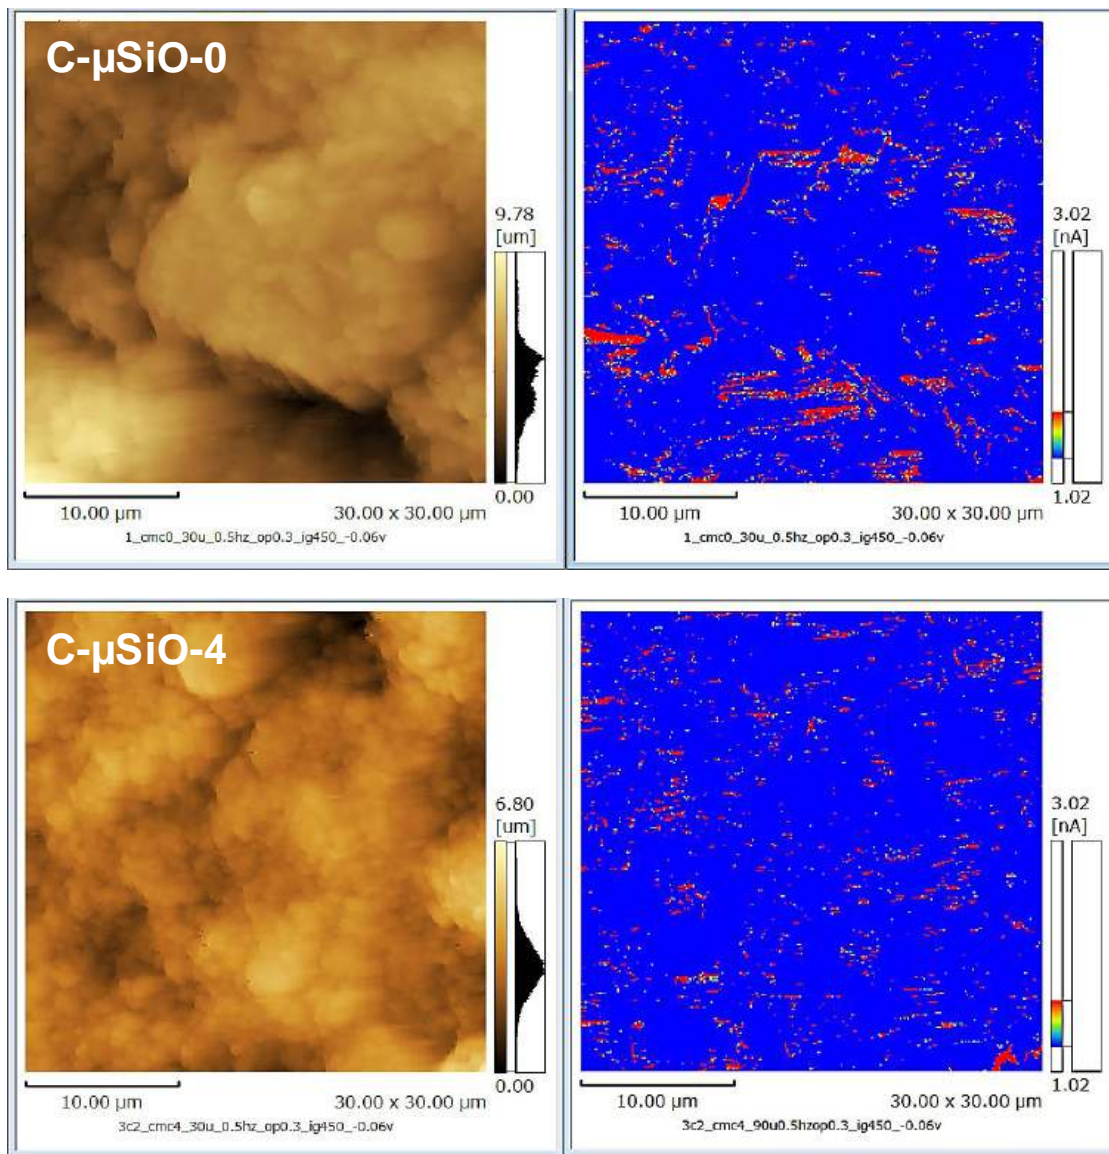 C-µSiO-0
9.78
[um]
0.00
10.00 µm
30.00 x 30.00 µm
1_cmc0_30u_0.5hz_op0.3_ig450_-0.06v
3.02
[nA]
1.02
10.00 µm
30.00 x 30.00 µm
1_cmc0_30u_0.5hz_op0.3_ig450_-0.06v
C-µSiO-4
6.80
[um]
0.00
10.00 µm
30.00 x 30.00 µm
3c2_cmc4_30u_0.5hz_op0.3_ig450_-0.06v
3.02
[nA]
1.02
10.00 µm
30.00 x 30.00 µm
3c2_cmc4_90u0.5hzop0.3_ig450_-0.06v